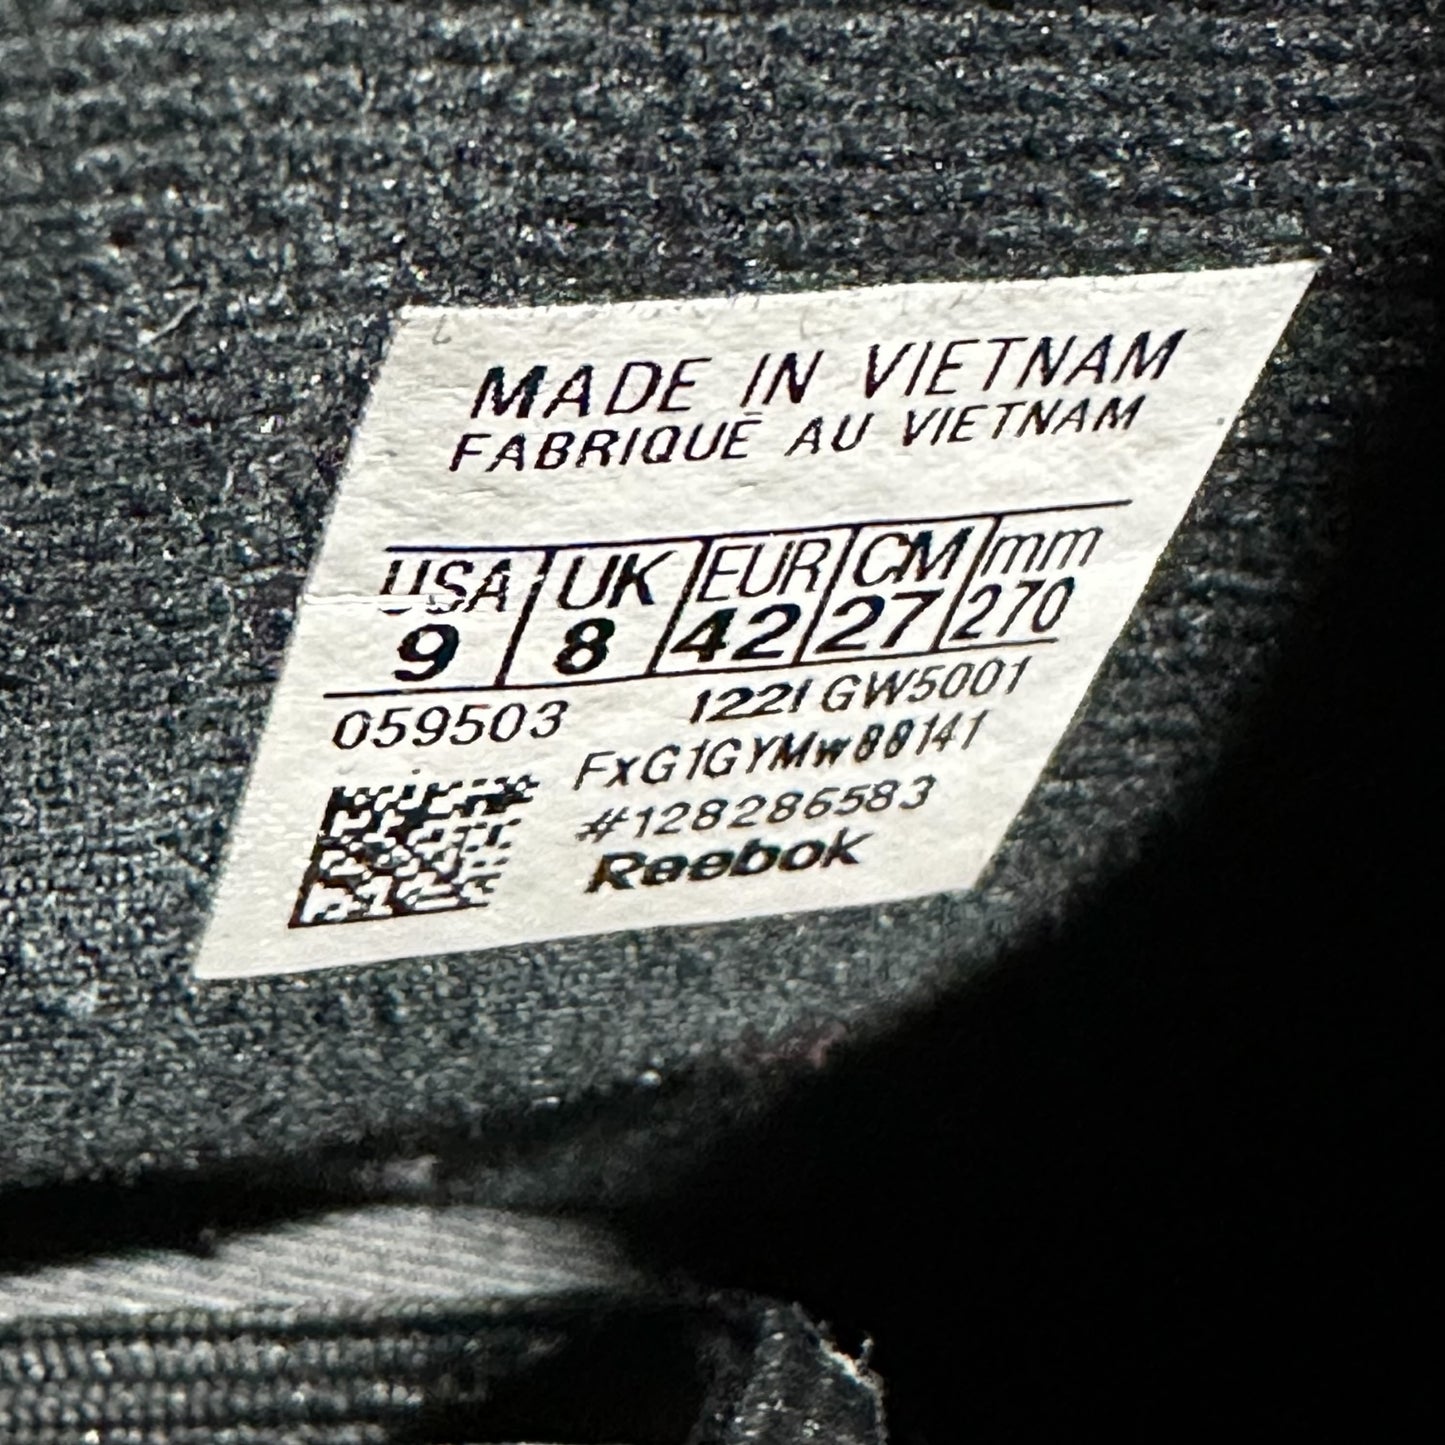 MADE IN VIETNAM
FABRIQUÉ AU VIETNAM
USA UK EUR CM mm
9 8 42 27 270
059503 1221 GW5001
FxG1GYMw88141
#128286583
Reebok